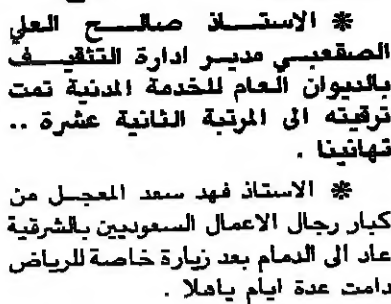 ❊ الاستاذ صالح العلي
الصقعبي مدير ادارة التثقيف
بالديوان العام للخدمة المدنية تمت
ترقيته الى المرتبة الثانية عشرة ..
تهانينا .
❊ الاستاذ فهد سعد المعجل من
كبار رجال الاعمال السعوديين بالشرقية
عاد الى الدمام بعد زيارة خاصة للرياض
دامت عدة ايام ياهلا .